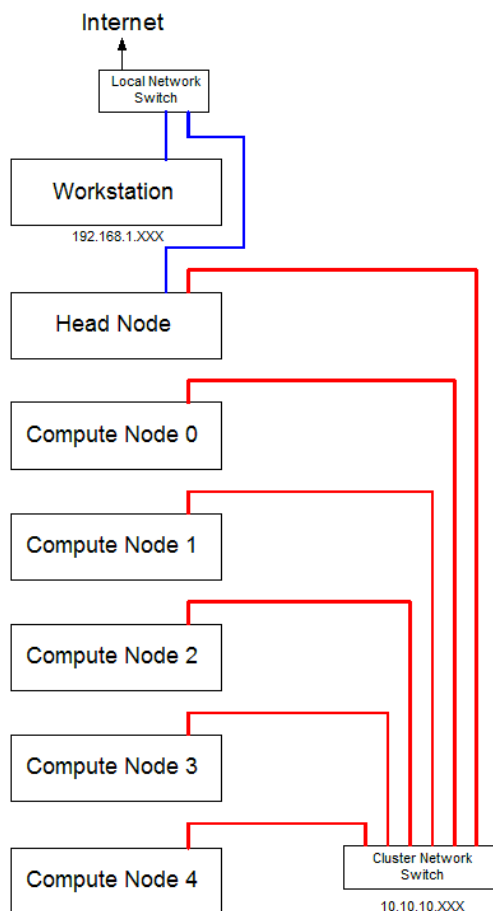 Internet
Local Network
Switch
Workstation
192.168.1.XXX
Head Node
Compute Node 0
Compute Node 1
Compute Node 2
Compute Node 3
Compute Node 4
Cluster Network
Switch
10.10.10.XXX